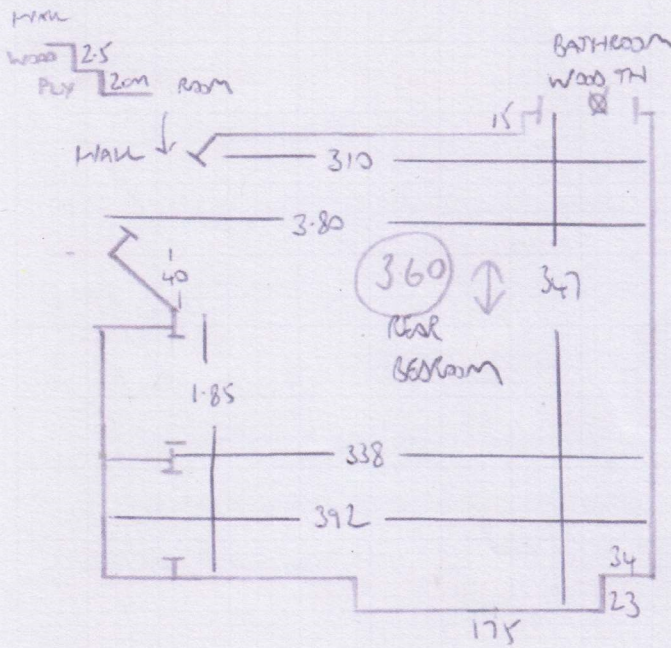 WALL
WOOD 2.5
PLY 2cm ROOM
BATHROOM
WOOD TH
WALL
15
310
3.80
40
360
347
REAR
BEDROOM
1.85
338
392
34
23
175